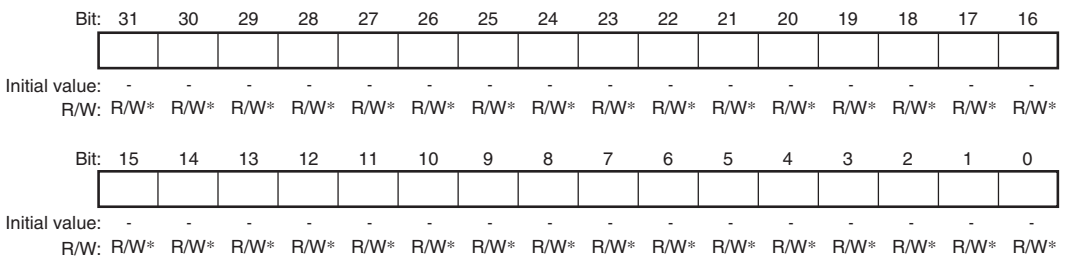 Bit: 31 30 29 28 27 26 25 24 23 22 21 20 19 18 17 16
Initial value: - - - - - - - - - - - - - - - -
R/W: R/W* R/W* R/W* R/W* R/W* R/W* R/W* R/W* R/W* R/W* R/W* R/W* R/W* R/W* R/W* R/W*
Bit: 15 14 13 12 11 10 9 8 7 6 5 4 3 2 1 0
Initial value: - - - - - - - - - - - - - - - -
R/W: R/W* R/W* R/W* R/W* R/W* R/W* R/W* R/W* R/W* R/W* R/W* R/W* R/W* R/W* R/W* R/W*